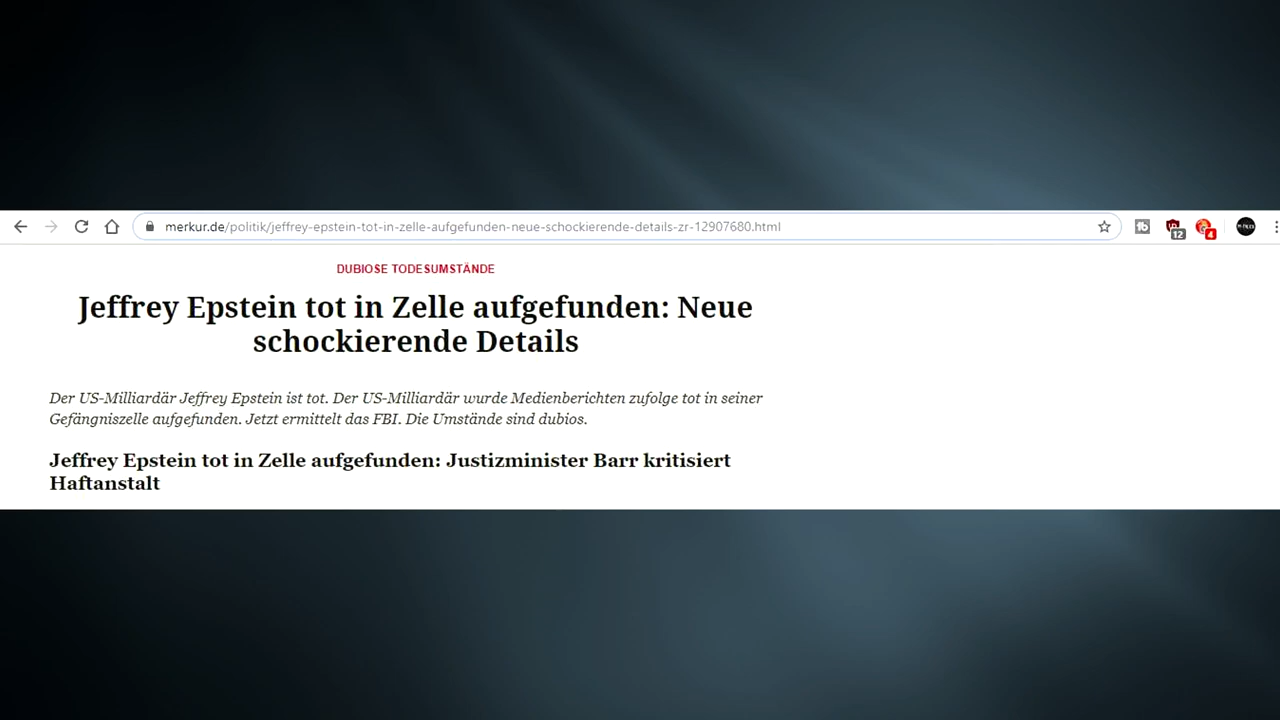 merkur.de/politik/jeffrey-epstein-tot-in-zelle-aufgefunden-neue-schockierende-details-zr-12907680.html
12
4
DUBIOSE TODESUMSTÄNDE
Jeffrey Epstein tot in Zelle aufgefunden: Neue
schockierende Details
Der US-Milliardär Jeffrey Epstein ist tot. Der US-Milliardär wurde Medienberichten zufolge tot in seiner
Gefängniszelle aufgefunden. Jetzt ermittelt das FBI. Die Umstände sind dubios.
Jeffrey Epstein tot in Zelle aufgefunden: Justizminister Barr kritisiert
Haftanstalt